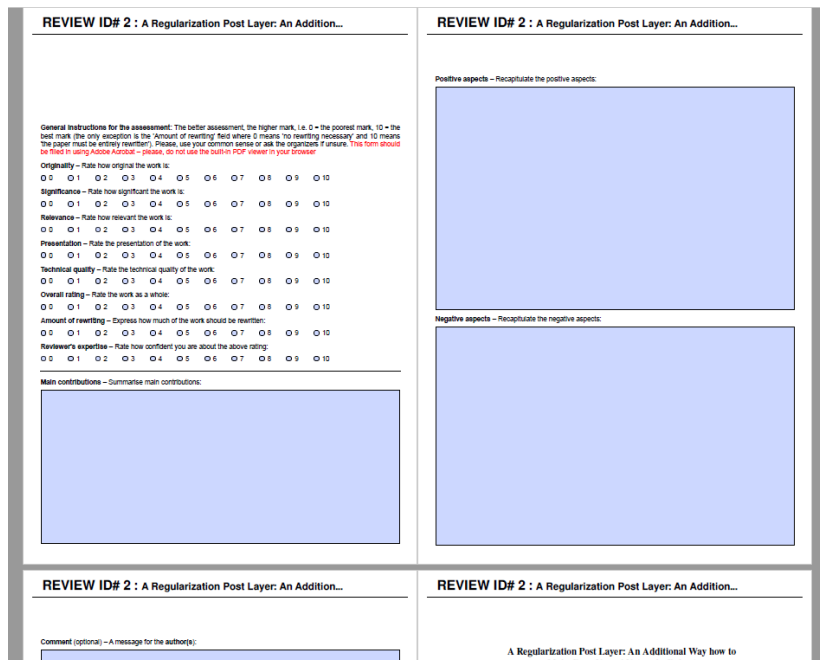 REVIEW ID# 2 : A Regularization Post Layer: An Addition...
General instructions for the assessment: The better assessment, the higher mark, i.e. 0 = the poorest mark, 10 = the
best mark (the only exception is the 'Amount of rewriting' field where 0 means 'no rewriting necessary' and 10 means
'the paper must be entirely rewritten'). Please, use your common sense or ask the organizers if unsure. This form should
be filled in using Adobe Acrobat – please, do not use the built-in PDF viewer in your browser
Originality – Rate how original the work is:
0 1 2 3 4 5 6 7 8 9 10
Significance – Rate how significant the work is:
0 1 2 3 4 5 6 7 8 9 10
Relevance – Rate how relevant the work is:
0 1 2 3 4 5 6 7 8 9 10
Presentation – Rate the presentation of the work:
0 1 2 3 4 5 6 7 8 9 10
Technical quality – Rate the technical quality of the work:
0 1 2 3 4 5 6 7 8 9 10
Overall rating – Rate the work as a whole:
0 1 2 3 4 5 6 7 8 9 10
Amount of rewriting – Express how much of the work should be rewritten:
0 1 2 3 4 5 6 7 8 9 10
Reviewer's expertise – Rate how confident you are about the above rating:
0 1 2 3 4 5 6 7 8 9 10
Main contributions – Summarise main contributions:
REVIEW ID# 2 : A Regularization Post Layer: An Addition...
Positive aspects – Recapitulate the positive aspects:
Negative aspects – Recapitulate the negative aspects:
REVIEW ID# 2 : A Regularization Post Layer: An Addition...
Comment (optional) – A message for the author(s):
REVIEW ID# 2 : A Regularization Post Layer: An Addition...
A Regularization Post Layer: An Additional Way how to